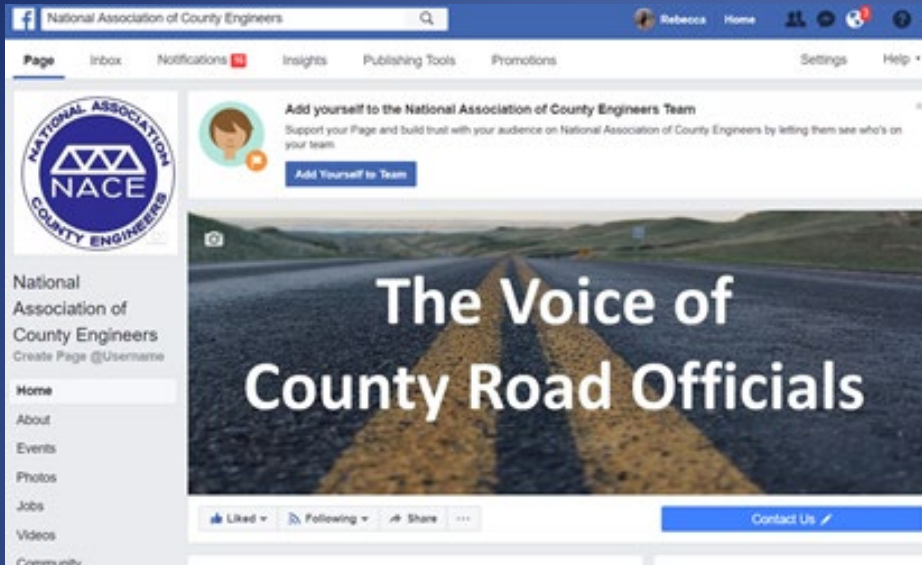 National Association of County Engineers
Rebecca Home
Page Inbox Notifications Insights Publishing Tools Promotions Settings Help
NATIONAL ASSOCIATION
NACE
COUNTY ENGINEERS
Add yourself to the National Association of County Engineers Team
Support your Page and build trust with your audience on National Association of County Engineers by letting them see who's on
your team.
Add Yourself to Team
The Voice of
County Road Officials
National
Association of
County Engineers
Create Page @Username
Home
About
Events
Photos
Jobs
Videos
Community
Liked Following Share ...
Contact Us